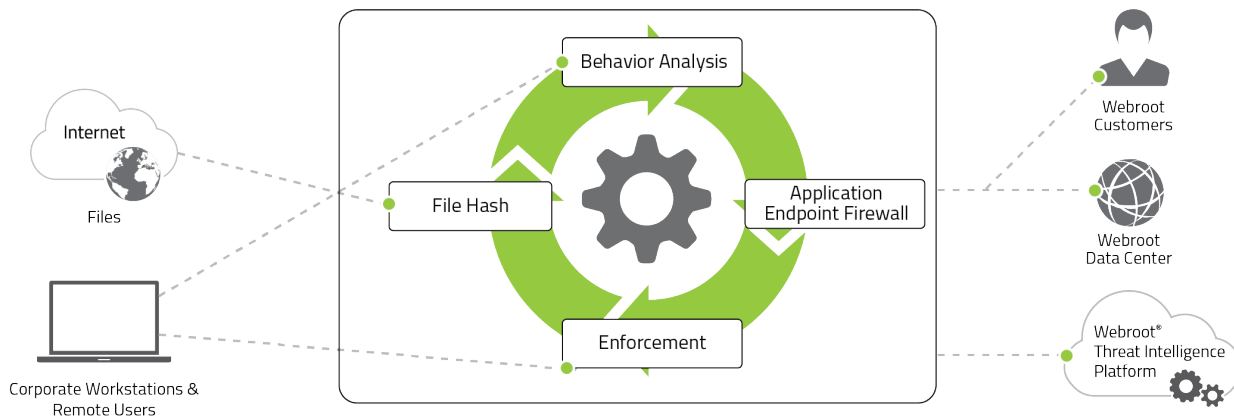 Internet
Files
Corporate Workstations &
Remote Users
Behavior Analysis
File Hash
Application
Endpoint Firewall
Enforcement
Webroot
Customers
Webroot
Data Center
Webroot®
Threat Intelligence
Platform